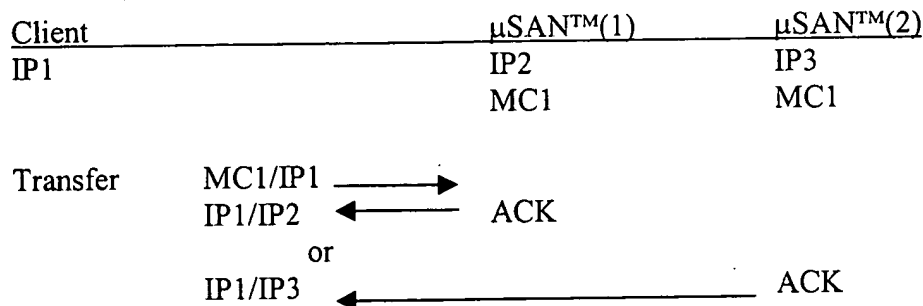 Client µSAN™(1) µSAN™(2)
IP1 IP2 IP3
MC1 MC1
Transfer MC1/IP1
IP1/IP2 ACK
or
IP1/IP3 ACK